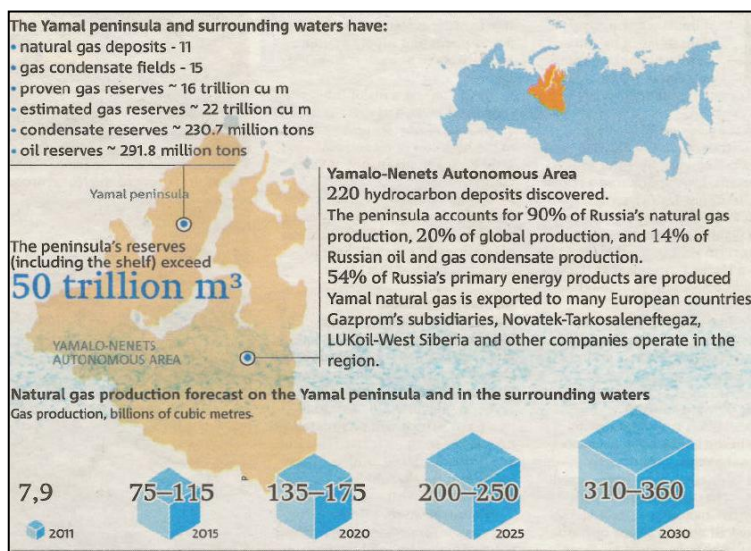 The Yamal peninsula and surrounding waters have:
• natural gas deposits - 11
• gas condensate fields - 15
• proven gas reserves ~ 16 trillion cu m
• estimated gas reserves ~ 22 trillion cu m
• condensate reserves ~ 230.7 million tons
• oil reserves ~ 291.8 million tons
Yamal peninsula
The peninsula's reserves
(including the shelf) exceed
50 trillion m³
YAMALO-NENETS
AUTONOMOUS AREA
Yamalo-Nenets Autonomous Area
220 hydrocarbon deposits discovered.
The peninsula accounts for 90% of Russia's natural gas
production, 20% of global production, and 14% of
Russian oil and gas condensate production.
54% of Russia's primary energy products are produced
Yamal natural gas is exported to many European countries
Gazprom's subsidiaries, Novatek-Tarkosaleneftegaz,
LUKoil-West Siberia and other companies operate in the
region.
Natural gas production forecast on the Yamal peninsula and in the surrounding waters
Gas production, billions of cubic metres
7,9
2011
75–115
2015
135–175
2020
200–250
2025
310–360
2030